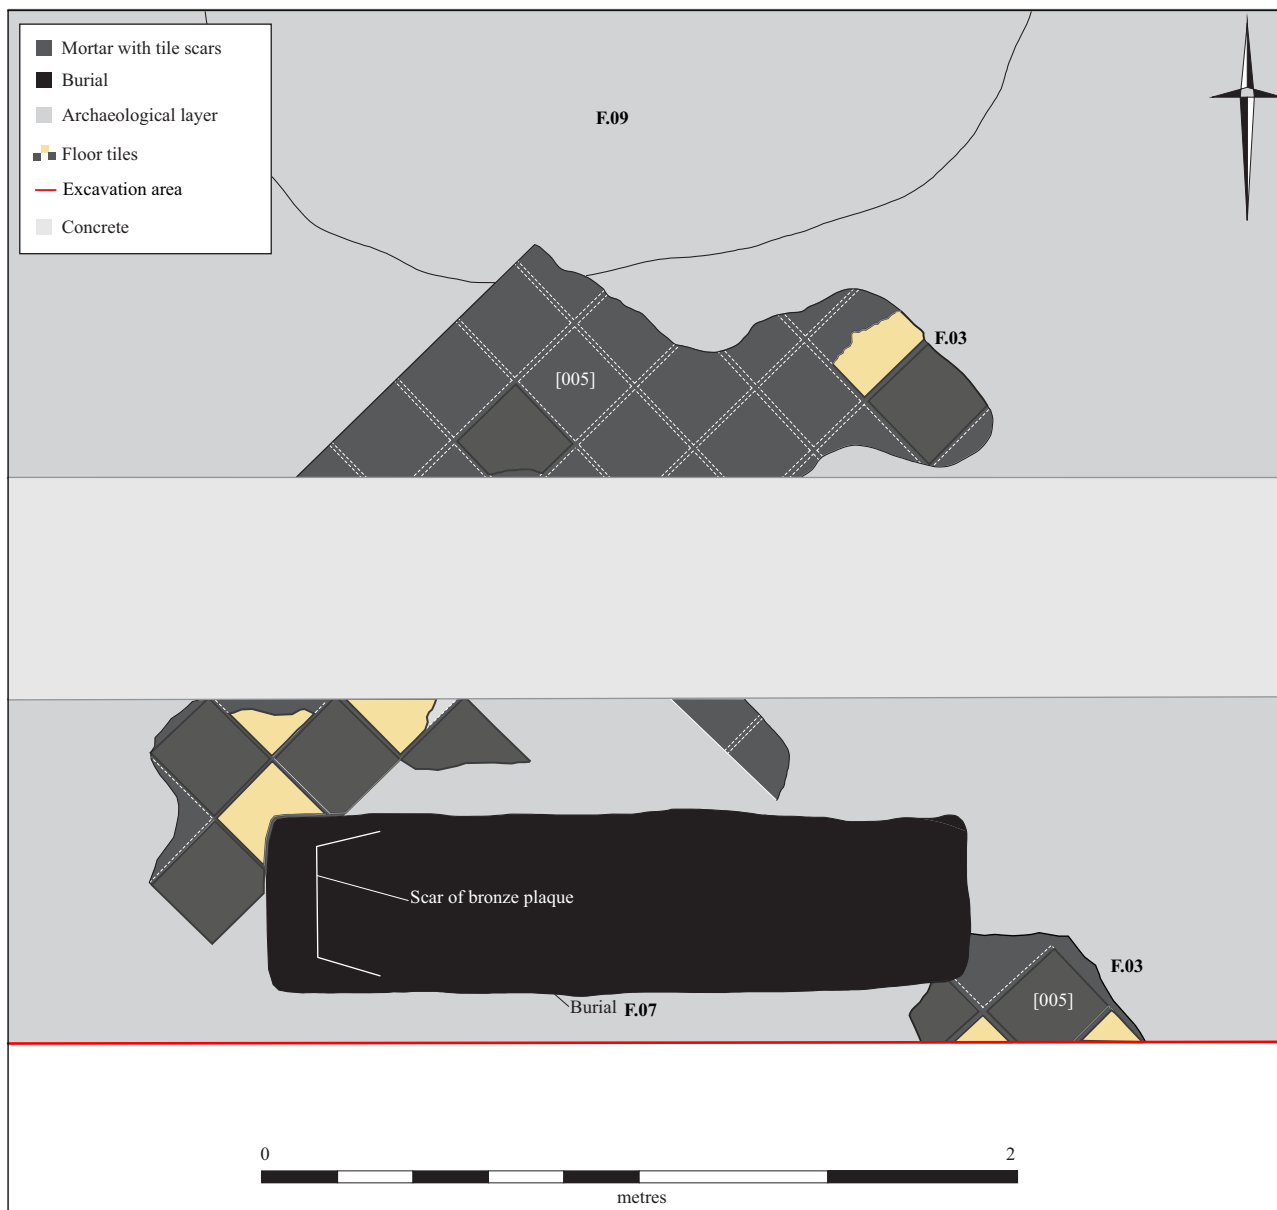 Mortar with tile scars
Burial
Archaeological layer
Floor tiles
Excavation area
Concrete
F.09
F.03
[005]
Scar of bronze plaque
F.03
[005]
Burial F.07
0 2
metres